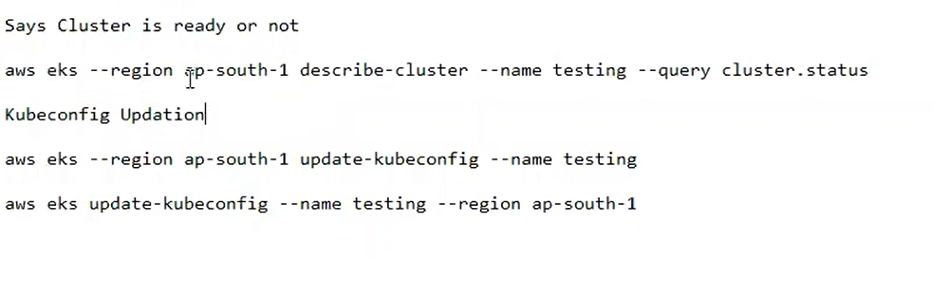 Says Cluster is ready or not
aws eks --region ap-south-1 describe-cluster --name testing --query cluster.status
Kubeconfig Updation
aws eks --region ap-south-1 update-kubeconfig --name testing
aws eks update-kubeconfig --name testing --region ap-south-1